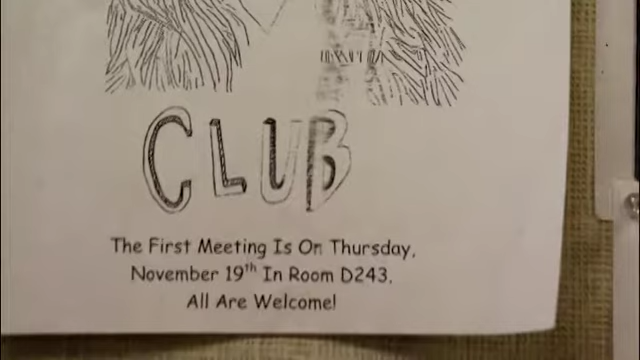 CLUB
The First Meeting Is On Thursday,
November 19th In Room D243.
All Are Welcome!